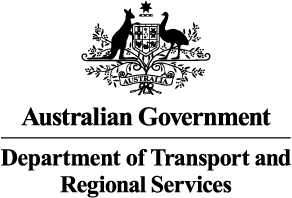 AUSTRALIA
Australian Government
Department of Transport and
Regional Services